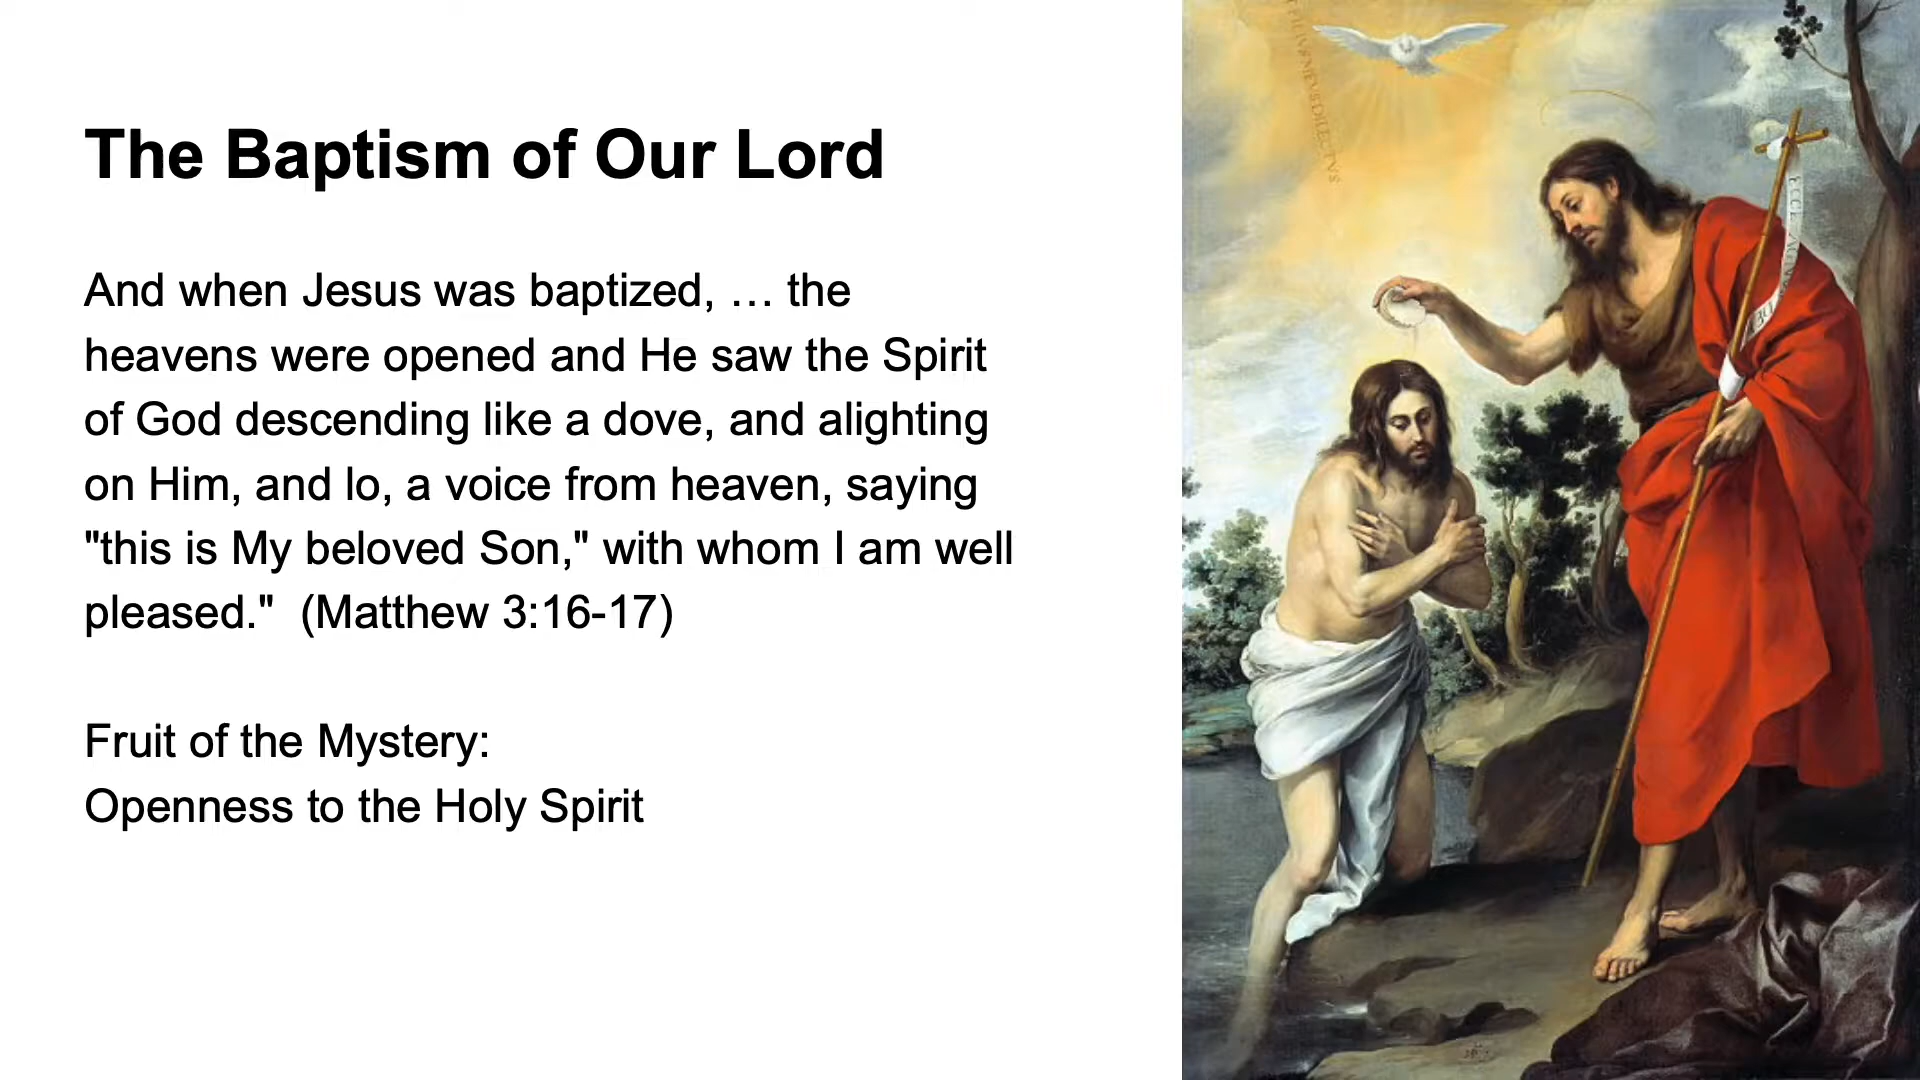 The Baptism of Our Lord
And when Jesus was baptized, … the
heavens were opened and He saw the Spirit
of God descending like a dove, and alighting
on Him, and lo, a voice from heaven, saying
"this is My beloved Son," with whom I am well
pleased."  (Matthew 3:16-17)
Fruit of the Mystery:
Openness to the Holy Spirit